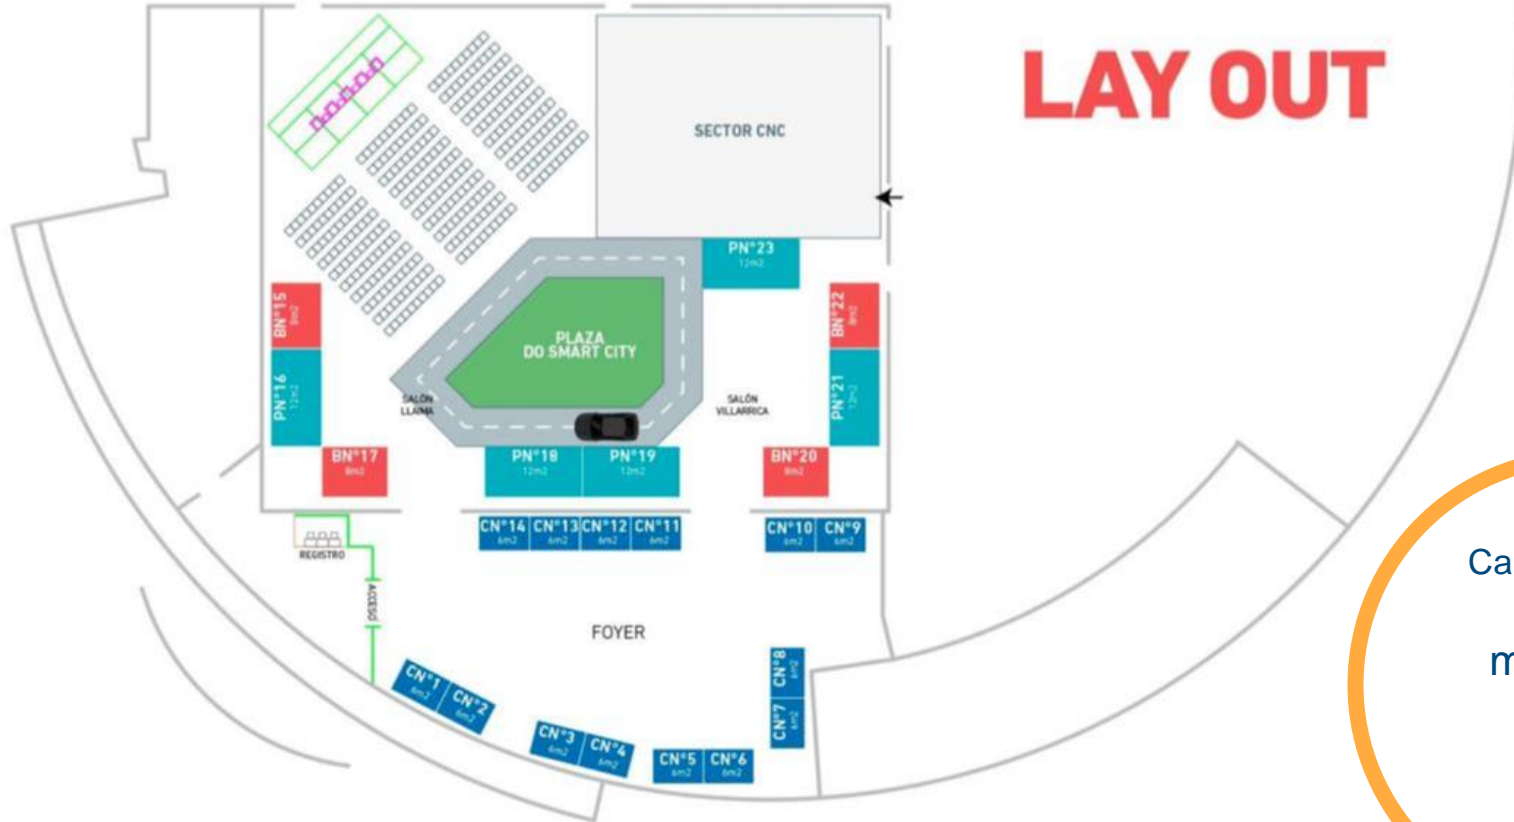 LAY OUT
SECTOR CNC
PN°23
12m2
BN°15
8m2
BN°22
8m2
PLAZA
DO SMART CITY
PN°16
12m2
PN°21
12m2
SALÓN
LLAIMA
SALÓN
VILLARRICA
BN°17
8m2
PN°18
12m2
PN°19
12m2
BN°20
8m2
CN°14
6m2
CN°13
6m2
CN°12
6m2
CN°11
6m2
CN°10
6m2
CN°9
6m2
REGISTRO
ACCESO
FOYER
CN°8
6m2
CN°1
6m2
CN°2
6m2
CN°7
6m2
CN°3
6m2
CN°4
6m2
CN°5
6m2
CN°6
6m2
Ca
m